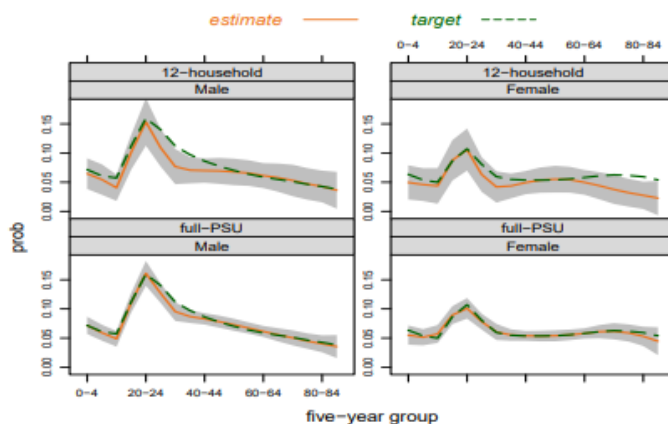 estimate target
0−4 20−24 40−44 60−64 80−84
12−household 12−household
Male Female
0.15
0.10
0.05
0.00
full−PSU full−PSU
Male Female
0.15
0.10
0.05
0.00
prob
0−4 20−24 40−44 60−64 80−84
five−year group